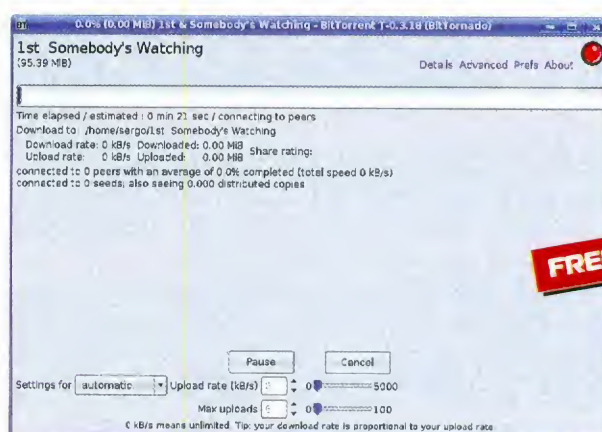 BT 0.0% (0.00 MiB) 1st & Somebody's Watching - BitTorrent T-0.3.18 (BitTornado)
1st Somebody's Watching
(95.39 MiB)
Details Advanced Prefs About
Time elapsed / estimated : 0 min 21 sec / connecting to peers
Download to: /home/sergo/1st Somebody's Watching
Download rate: 0 kB/s Downloaded: 0.00 MiB
Upload rate: 0 kB/s Uploaded: 0.00 MiB Share rating:
connected to 0 peers with an average of 0.0% completed (total speed 0 kB/s)
connected to 0 seeds; also seeing 0.000 distributed copies
FRE
Pause Cancel
Settings for automatic Upload rate (kB/s) 0 5000
Max uploads 0 100
0 kB/s means unlimited. Tip: your download rate is proportional to your upload rate